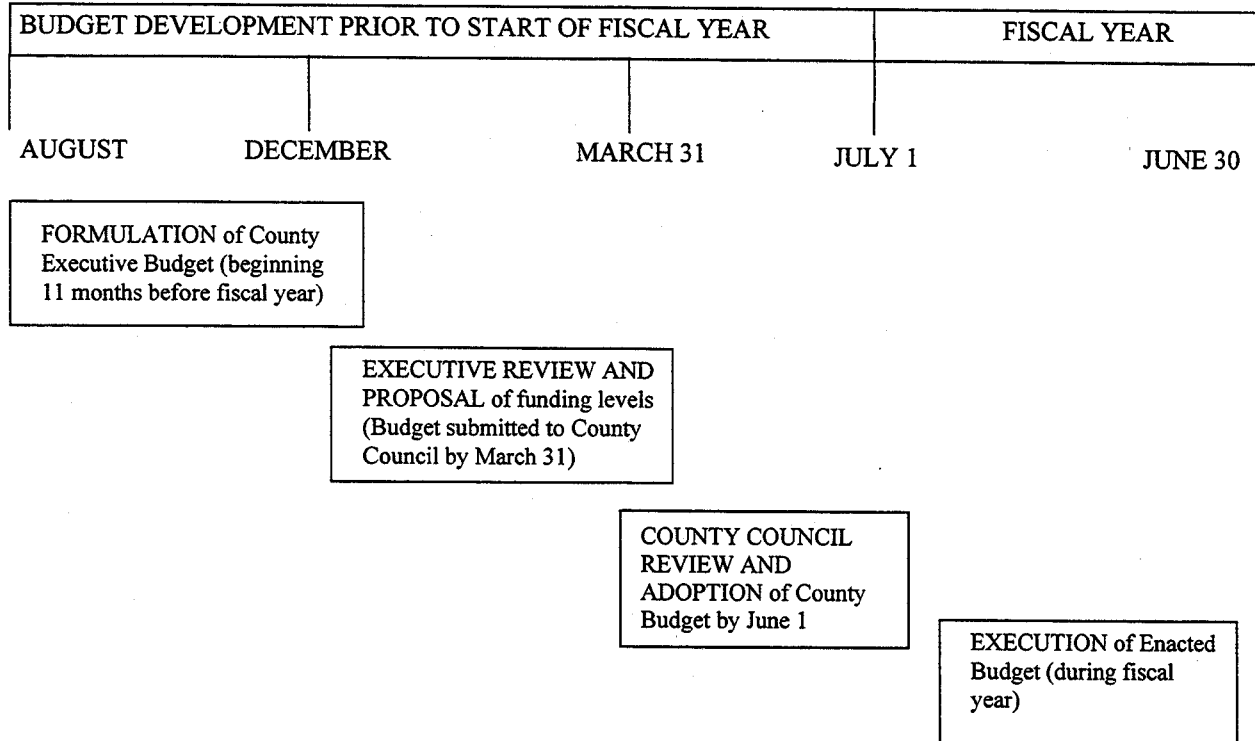 BUDGET DEVELOPMENT PRIOR TO START OF FISCAL YEAR
FISCAL YEAR
AUGUST
DECEMBER
MARCH 31
JULY 1
JUNE 30
FORMULATION of County
Executive Budget (beginning
11 months before fiscal year)
EXECUTIVE REVIEW AND
PROPOSAL of funding levels
(Budget submitted to County
Council by March 31)
COUNTY COUNCIL
REVIEW AND
ADOPTION of County
Budget by June 1
EXECUTION of Enacted
Budget (during fiscal
year)